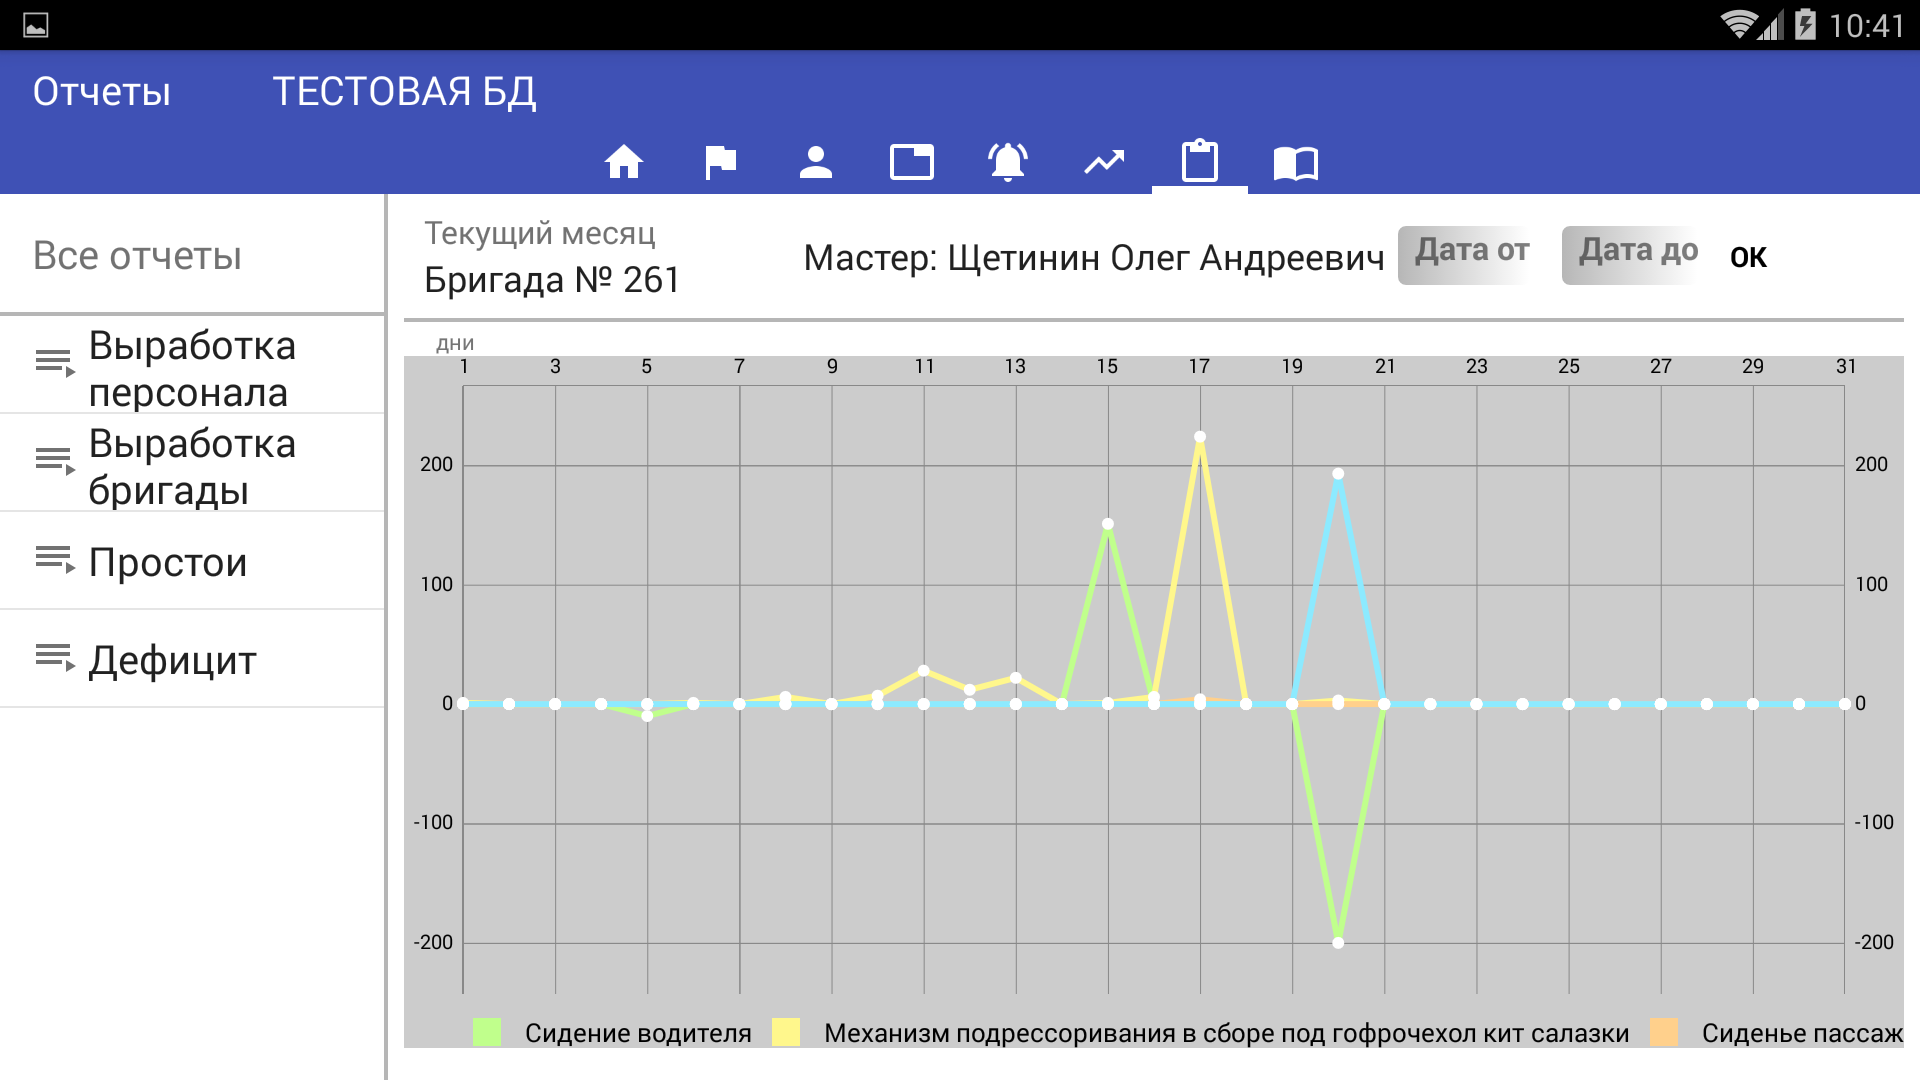 10:41
Отчеты ТЕСТОВАЯ БД
Все отчеты
Выработка
персонала
Выработка
бригады
Простои
Дефицит
Текущий месяц
Бригада № 261
Мастер: Щетинин Олег Андреевич Дата от Дата до ОК
дни
1 3 5 7 9 11 13 15 17 19 21 23 25 27 29 31
200 200
100 100
0 0
-100 -100
-200 -200
Сидение водителя Механизм подрессоривания в сборе под гофрочехол кит салазки Сиденье пассаж